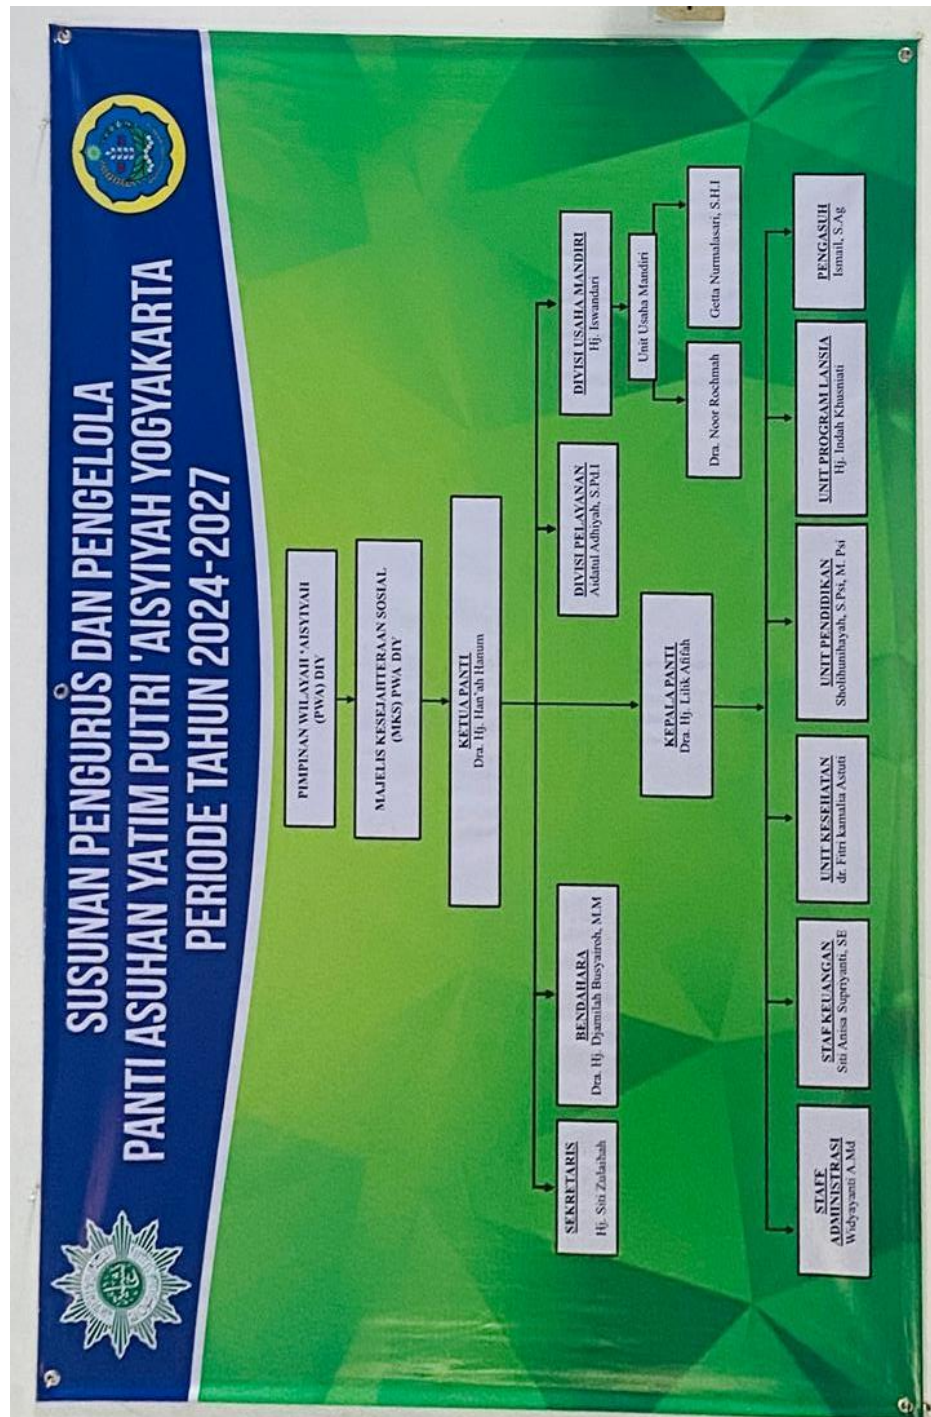 SUSUNAN PENGURUS DAN PENGELOLA
PANTI ASUHAN YATIM PUTRI 'AISYIYAH YOGYAKARTA
PERIODE TAHUN 2024-2027
PIMPINAN WILAYAH 'AISYIYAH
(PWA) DIY
MAJELIS KESEJAHTERAAN SOSIAL
(MKS) PWA DIY
KETUA PANTI
Dra. Hj. Han'ah Hanum
SEKRETARIS
Hj. Siti Zulaihah
BENDAHARA
Dra. Hj. Djamilah Busyairoh, M.M
DIVISI PELAYANAN
Aidatul Adhiyah, S.Pd.I
DIVISI USAHA MANDIRI
Hj. Iswandari
Unit Usaha Mandiri
Dra. Noor Rochmah
Getta Nurmalasari, S.H.I
KEPALA PANTI
Dra. Hj. Lilik Afifah
STAFF
ADMINISTRASI
Widyayanti A.Md
STAF KEUANGAN
Siti Anisa Supriyanti, SE
UNIT KESEHATAN
dr. Fitri kamalia Astuti
UNIT PENDIDIKAN
Sholihunihayah, S.Psi, M. Psi
UNIT PROGRAM LANSIA
Hj. Indah Khusniati
PENGASUH
Ismail, S.Ag